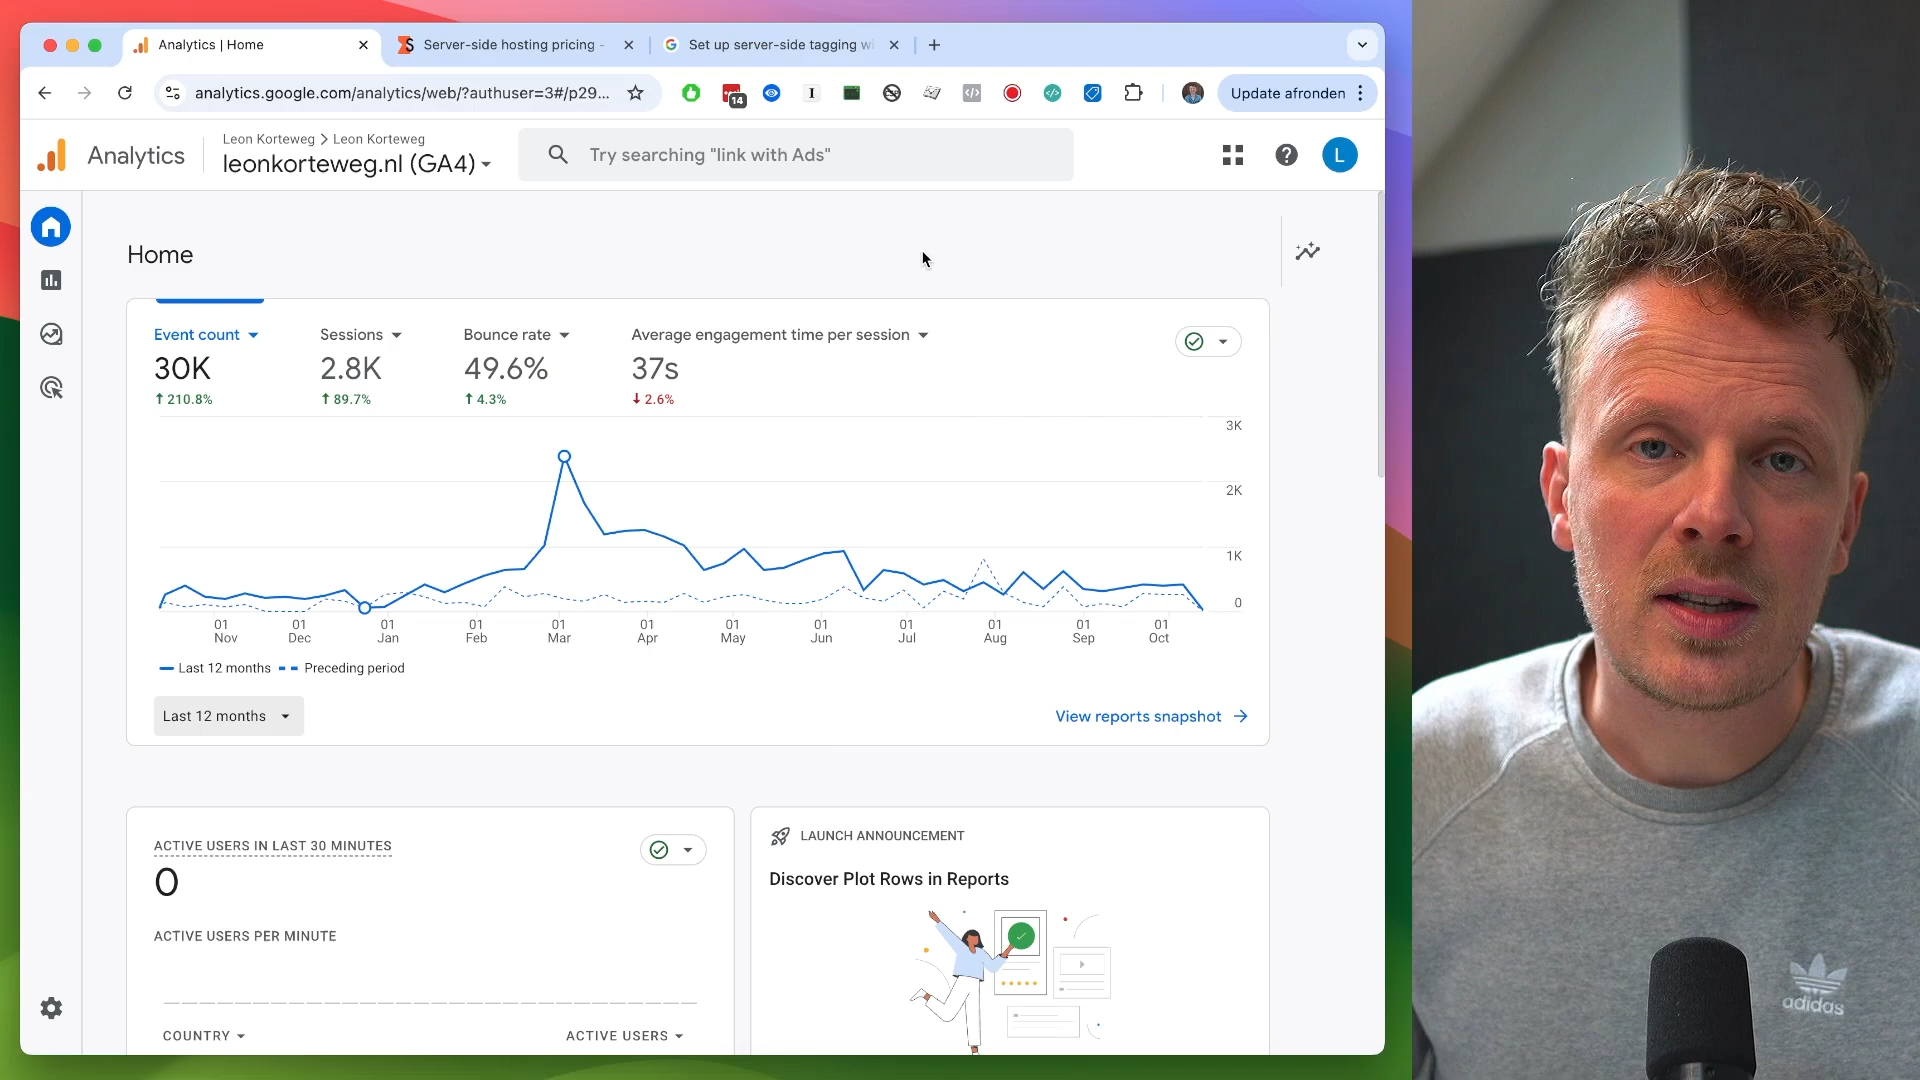 Analytics | Home
Server-side hosting pricing -
Set up server-side tagging wi
analytics.google.com/analytics/web/?authuser=3#/p29...
14
Update afronden
Analytics
Leon Korteweg > Leon Korteweg
leonkorteweg.nl (GA4)
Try searching "link with Ads"
L
Home
Event count
Sessions
Bounce rate
Average engagement time per session
30K
2.8K
49.6%
37s
↑ 210.8%
↑ 89.7%
↑ 4.3%
↓ 2.6%
3K
2K
1K
0
01 Nov
01 Dec
01 Jan
01 Feb
01 Mar
01 Apr
01 May
01 Jun
01 Jul
01 Aug
01 Sep
01 Oct
Last 12 months
Preceding period
Last 12 months
View reports snapshot
ACTIVE USERS IN LAST 30 MINUTES
0
ACTIVE USERS PER MINUTE
COUNTRY
ACTIVE USERS
LAUNCH ANNOUNCEMENT
Discover Plot Rows in Reports
adidas